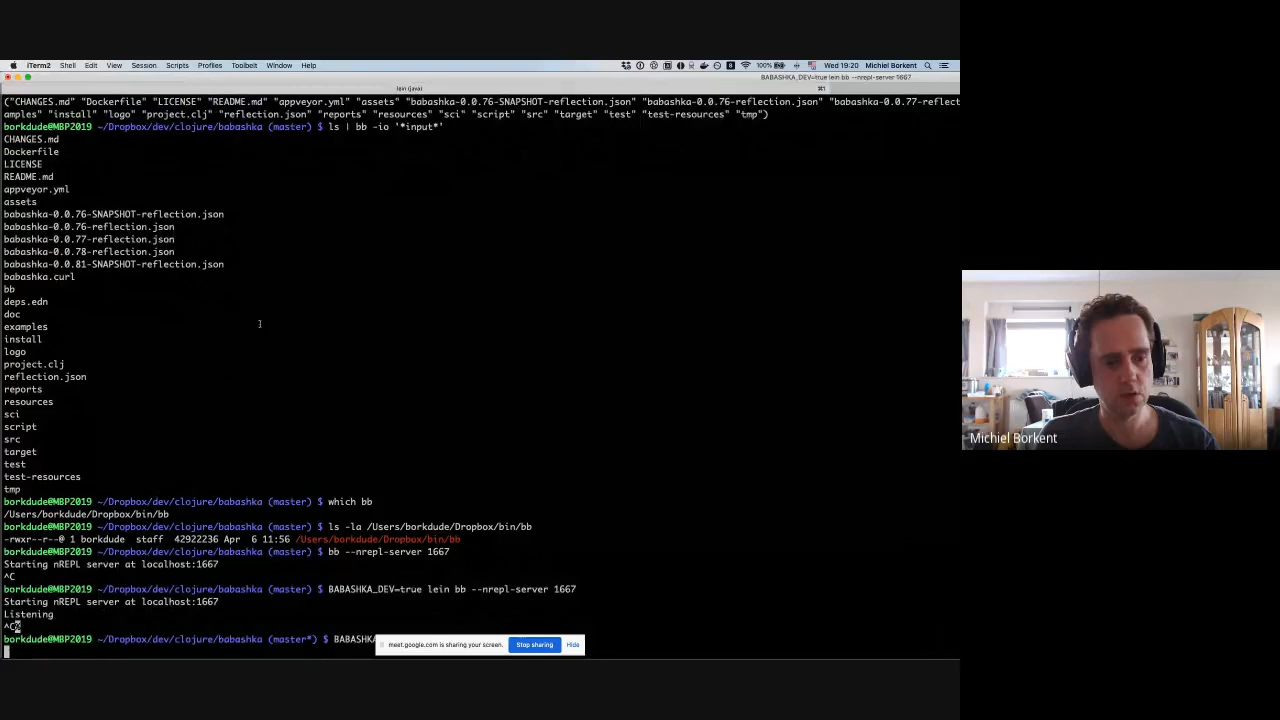 iTerm2 Shell Edit View Session Scripts Profiles Toolbelt Window Help 100% Wed 19:20 Michiel Borkent
BABASHKA_DEV=true lein bb --nrepl-server 1667
lein (java) ⌘1
("CHANGES.md" "Dockerfile" "LICENSE" "README.md" "appveyor.yml" "assets" "babashka-0.0.76-SNAPSHOT-reflection.json" "babashka-0.0.76-reflection.json" "babashka-0.0.77-reflect
amples" "install" "logo" "project.clj" "reflection.json" "reports" "resources" "sci" "script" "src" "target" "test" "test-resources" "tmp")
borkdude@MBP2019 ~/Dropbox/dev/clojure/babashka (master) $ ls | bb -io '*input*'
CHANGES.md
Dockerfile
LICENSE
README.md
appveyor.yml
assets
babashka-0.0.76-SNAPSHOT-reflection.json
babashka-0.0.76-reflection.json
babashka-0.0.77-reflection.json
babashka-0.0.78-reflection.json
babashka-0.0.81-SNAPSHOT-reflection.json
babashka.curl
bb
deps.edn
doc
examples
install
logo
project.clj
reflection.json
reports
resources
sci
script
src
target
test
test-resources
tmp
borkdude@MBP2019 ~/Dropbox/dev/clojure/babashka (master) $ which bb
/Users/borkdude/Dropbox/bin/bb
borkdude@MBP2019 ~/Dropbox/dev/clojure/babashka (master) $ ls -la /Users/borkdude/Dropbox/bin/bb
-rwxr--r--@ 1 borkdude staff 42922236 Apr 6 11:56 /Users/borkdude/Dropbox/bin/bb
borkdude@MBP2019 ~/Dropbox/dev/clojure/babashka (master) $ bb --nrepl-server 1667
Starting nREPL server at localhost:1667
^C
borkdude@MBP2019 ~/Dropbox/dev/clojure/babashka (master) $ BABASHKA_DEV=true lein bb --nrepl-server 1667
Starting nREPL server at localhost:1667
Listening
^C%
borkdude@MBP2019 ~/Dropbox/dev/clojure/babashka (master*) $ BABASHKA
meet.google.com is sharing your screen. Stop sharing Hide
Michiel Borkent